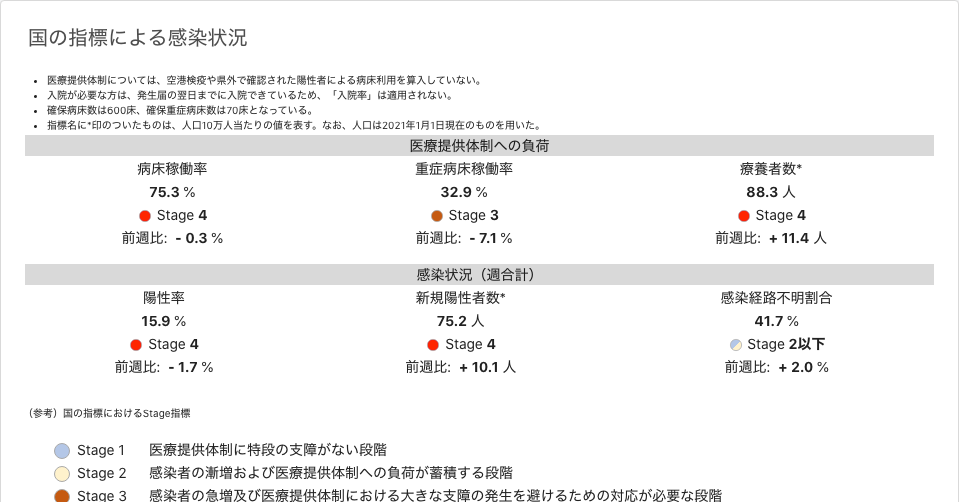 国の指標による感染状況
• 医療提供体制については、空港検疫や県外で確認された陽性者による病床利用を算入していない。
• 入院が必要な方は、発生届の翌日までに入院できているため、「入院率」は適用されない。
• 確保病床数は600床、確保重症病床数は70床となっている。
• 指標名に*印のついたものは、人口10万人当たりの値を表す。なお、人口は2021年1月1日現在のものを用いた。
医療提供体制への負荷
病床稼働率 重症病床稼働率 療養者数*
75.3 % 32.9 % 88.3 人
Stage 4 Stage 3 Stage 4
前週比: - 0.3 % 前週比: - 7.1 % 前週比: + 11.4 人
感染状況（週合計）
陽性率 新規陽性者数* 感染経路不明割合
15.9 % 75.2 人 41.7 %
Stage 4 Stage 4 Stage 2以下
前週比: - 1.7 % 前週比: + 10.1 人 前週比: + 2.0 %
（参考）国の指標におけるStage指標
Stage 1 医療提供体制に特段の支障がない段階
Stage 2 感染者の漸増および医療提供体制への負荷が蓄積する段階
Stage 3 感染者の急増及び医療提供体制における大きな支障の発生を避けるための対応が必要な段階